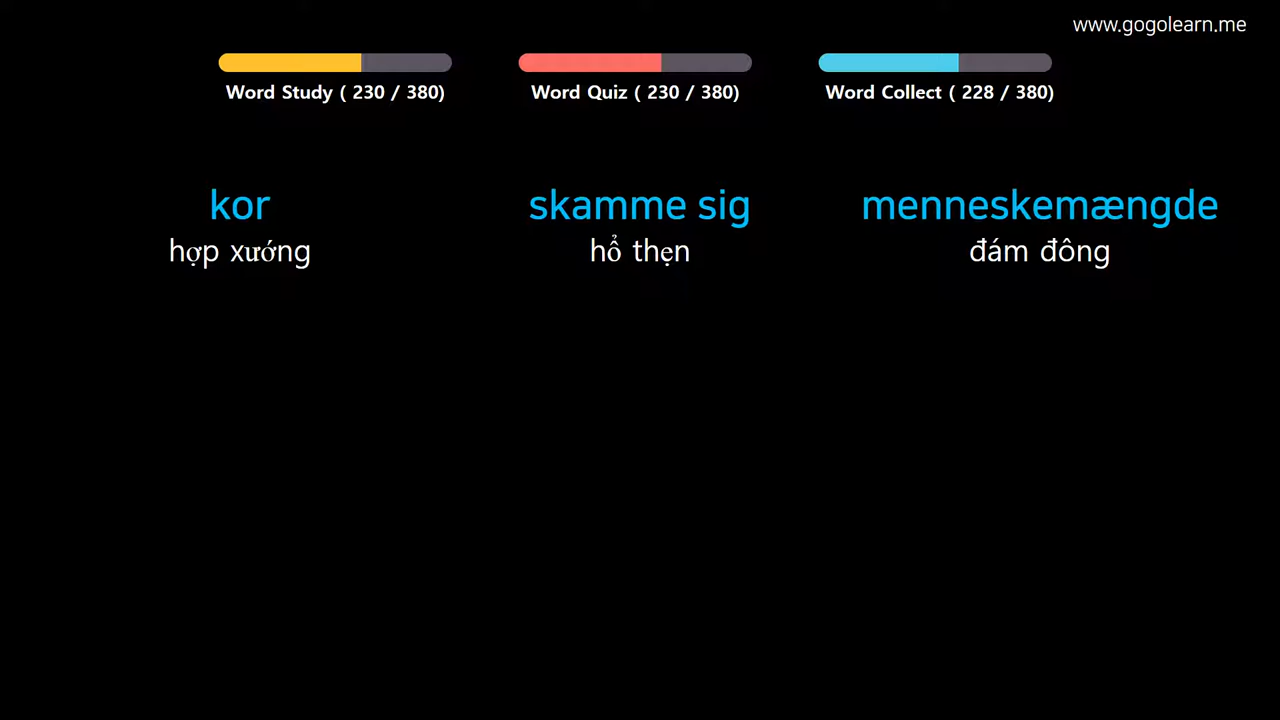 www.gogolearn.me
Word Study ( 230 / 380)
Word Quiz ( 230 / 380)
Word Collect ( 228 / 380)
kor
hợp xướng
skamme sig
hổ thẹn
menneskemængde
đám đông